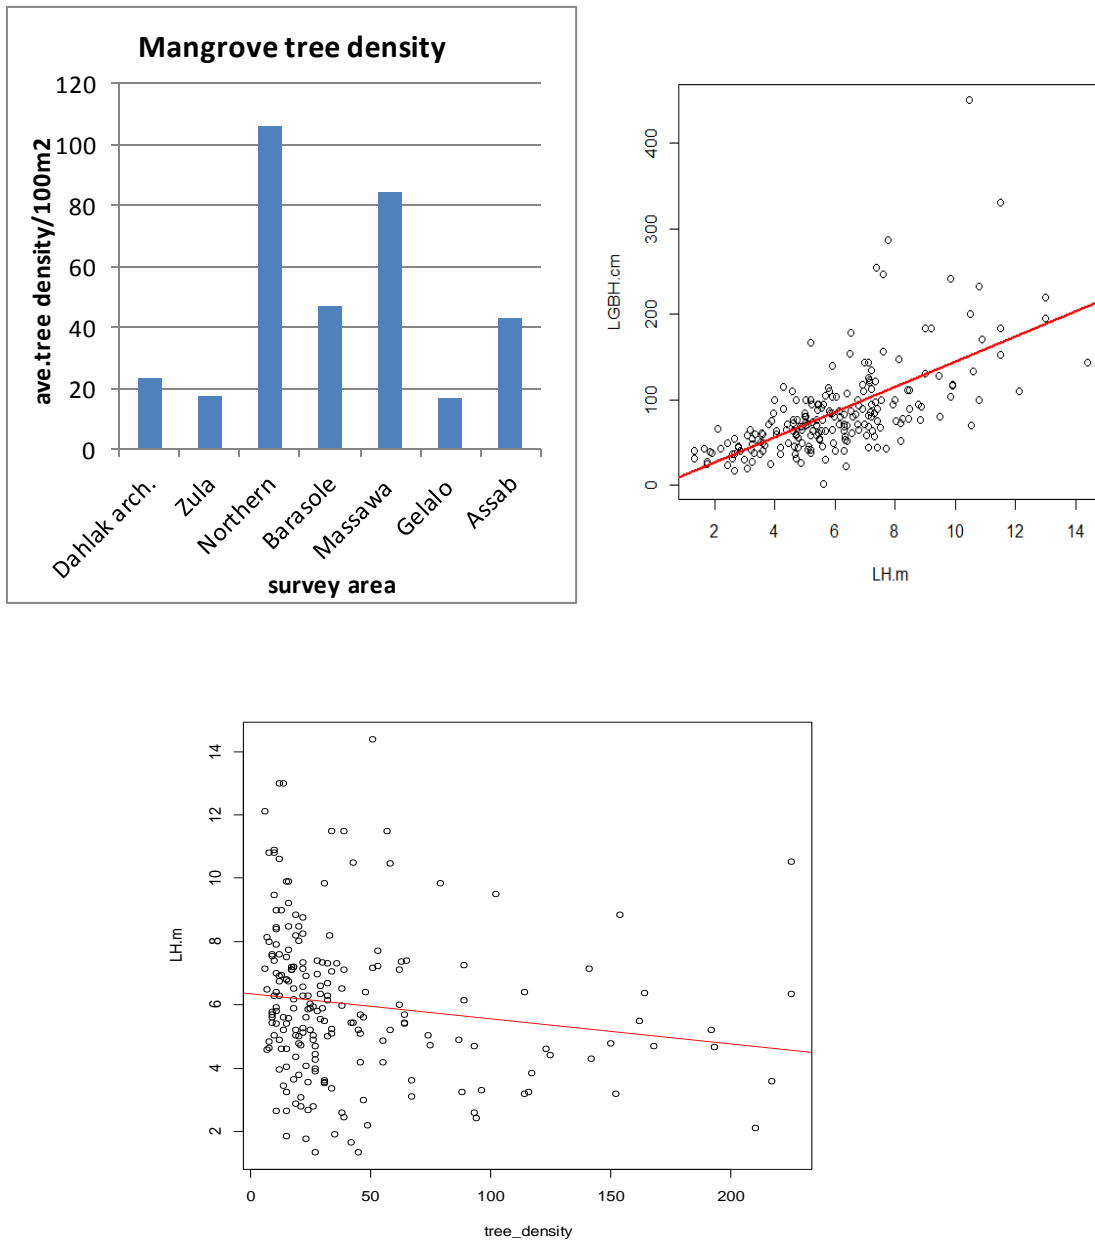 Mangrove tree density
ave.tree density/100m2
120
100
80
60
40
20
0
Dahlak arch.
Zula
Northern
Barasole
Massawa
Gelalo
Assab
survey area
LGBH.cm
400
300
200
100
0
2 4 6 8 10 12 14
LH.m
LH.m
14
12
10
8
6
4
2
0 50 100 150 200
tree_density